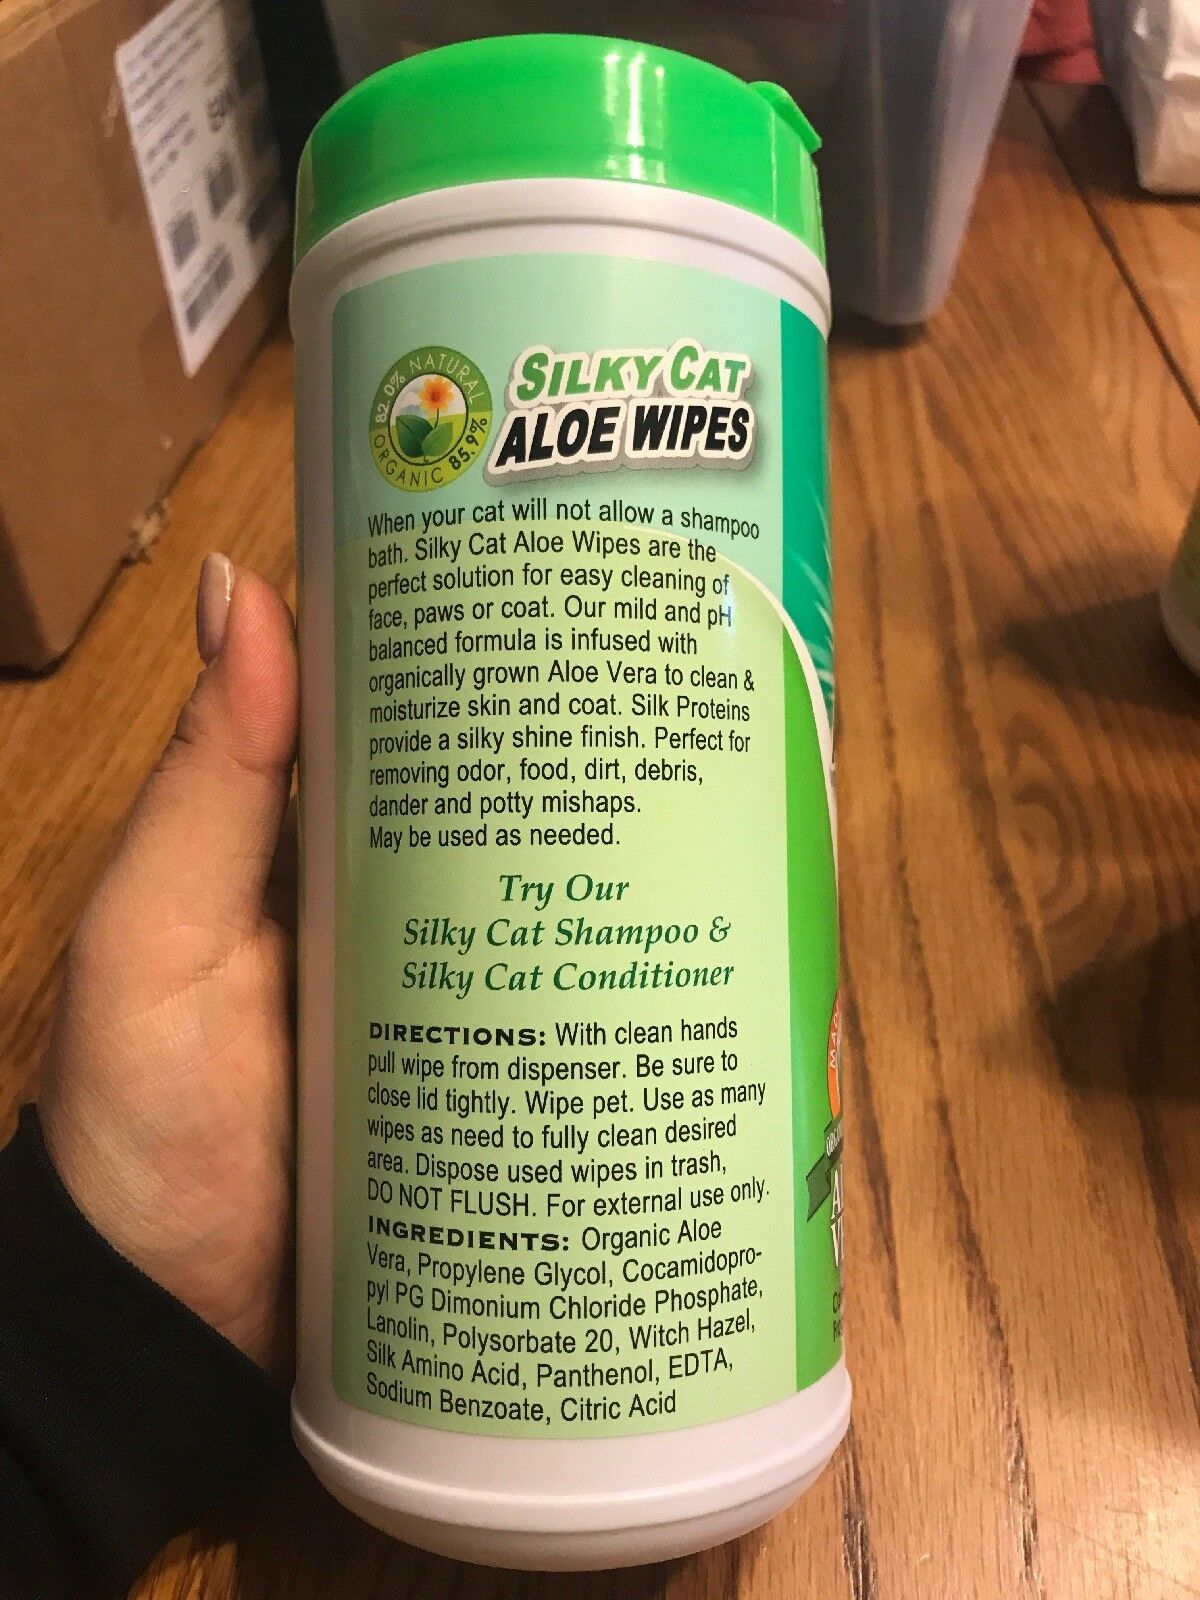 82.0% NATURAL
ORGANIC 85.9%
SILKY CAT
ALOE WIPES
When your cat will not allow a shampoo
bath. Silky Cat Aloe Wipes are the
perfect solution for easy cleaning of
face, paws or coat. Our mild and pH
balanced formula is infused with
organically grown Aloe Vera to clean &
moisturize skin and coat. Silk Proteins
provide a silky shine finish. Perfect for
removing odor, food, dirt, debris,
dander and potty mishaps.
May be used as needed.
Try Our
Silky Cat Shampoo &
Silky Cat Conditioner
DIRECTIONS: With clean hands
pull wipe from dispenser. Be sure to
close lid tightly. Wipe pet. Use as many
wipes as need to fully clean desired
area. Dispose used wipes in trash,
DO NOT FLUSH. For external use only.
INGREDIENTS: Organic Aloe
Vera, Propylene Glycol, Cocamidopro-
pyl PG Dimonium Chloride Phosphate,
Lanolin, Polysorbate 20, Witch Hazel,
Silk Amino Acid, Panthenol, EDTA,
Sodium Benzoate, Citric Acid